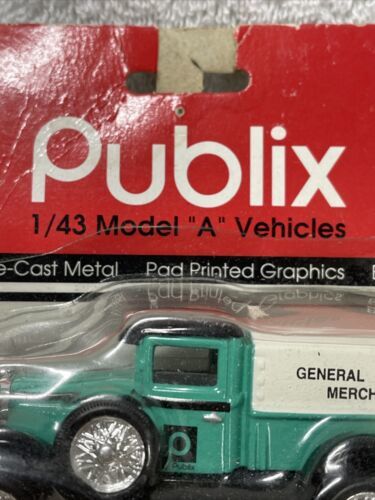 Publix
1/43 Model "A" Vehicles
e-Cast Metal Pad Printed Graphics
GENERAL
MERCH
P
Publix